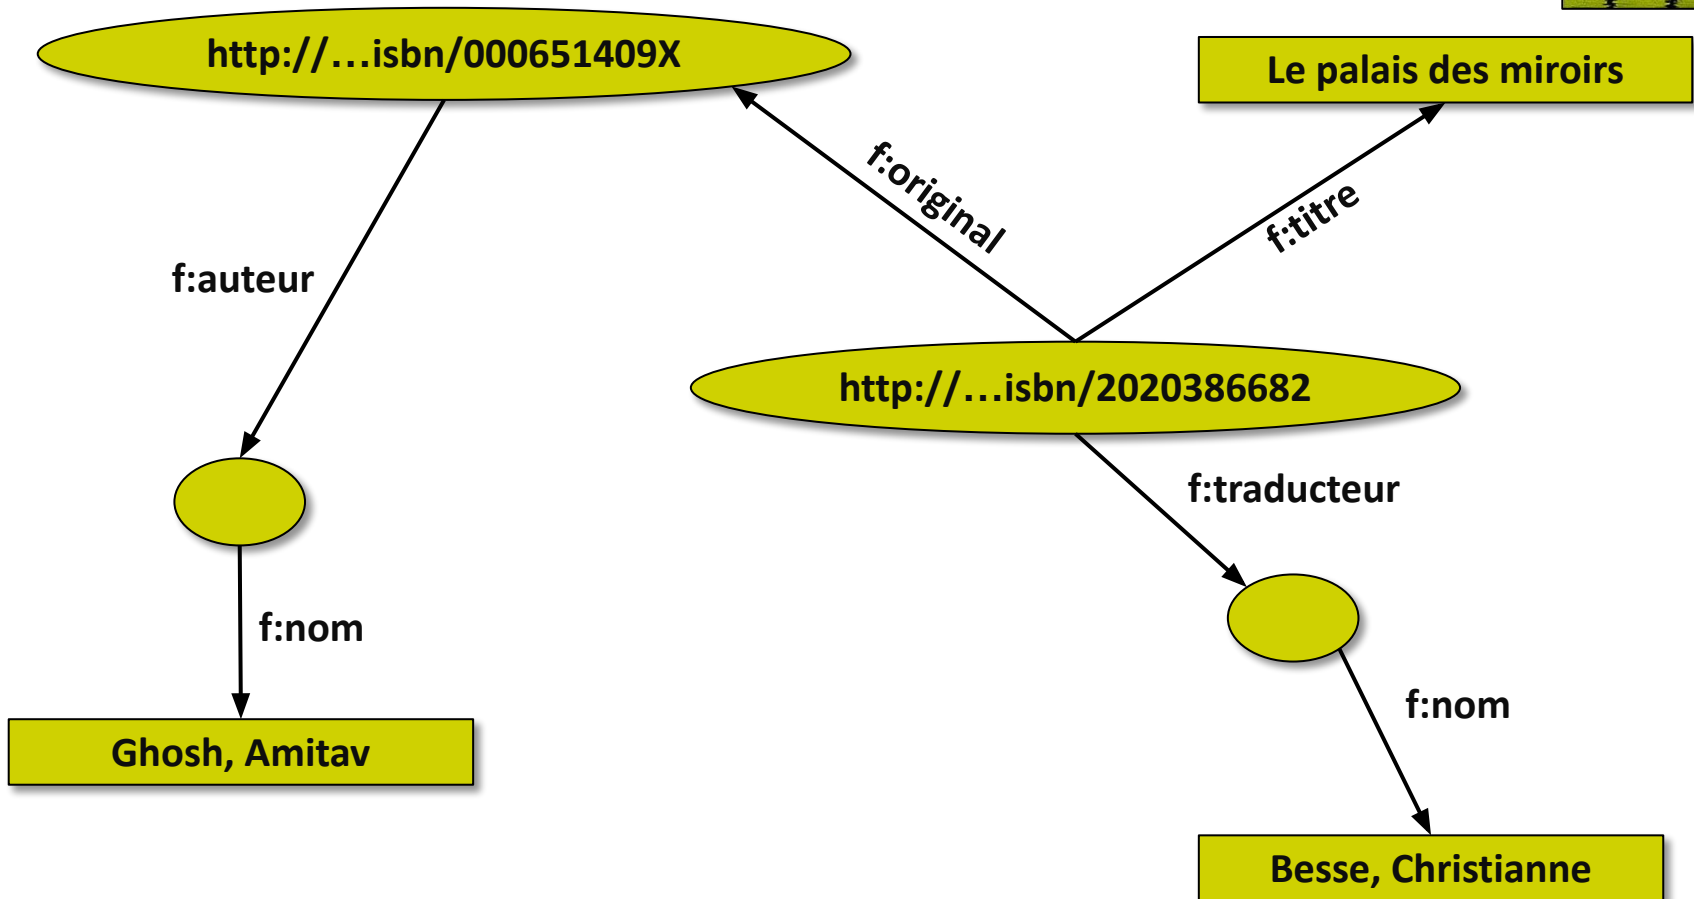 http://…isbn/000651409X
Le palais des miroirs
f:original
f:titre
f:auteur
http://…isbn/2020386682
f:traducteur
f:nom
f:nom
Ghosh, Amitav
Besse, Christianne